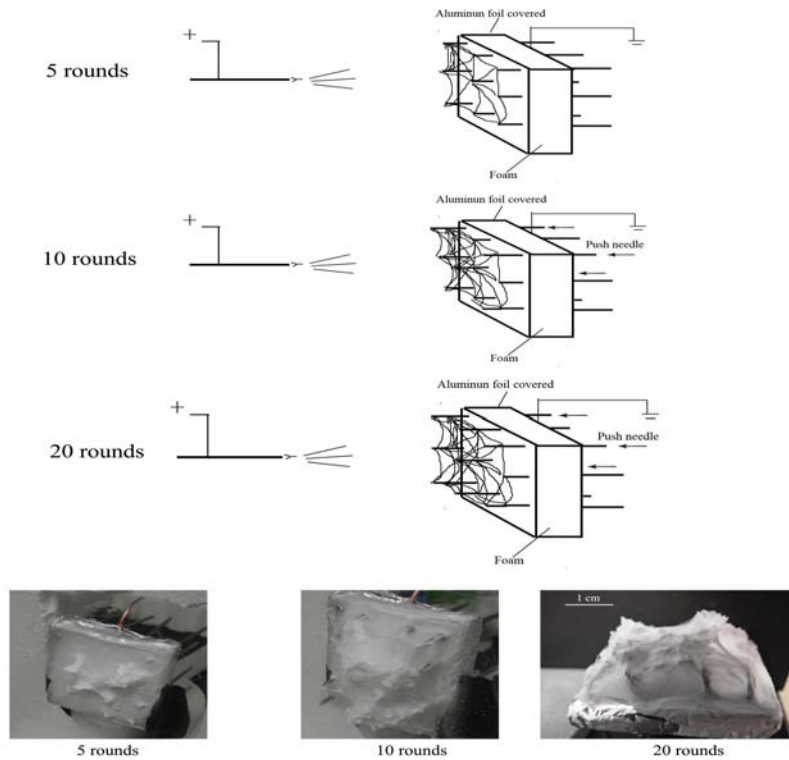 Aluminun foil covered
+
5 rounds
Foam
Aluminun foil covered
+
Push needle
10 rounds
Foam
Aluminun foil covered
+
Push needle
20 rounds
Foam
1 cm
5 rounds
10 rounds
20 rounds